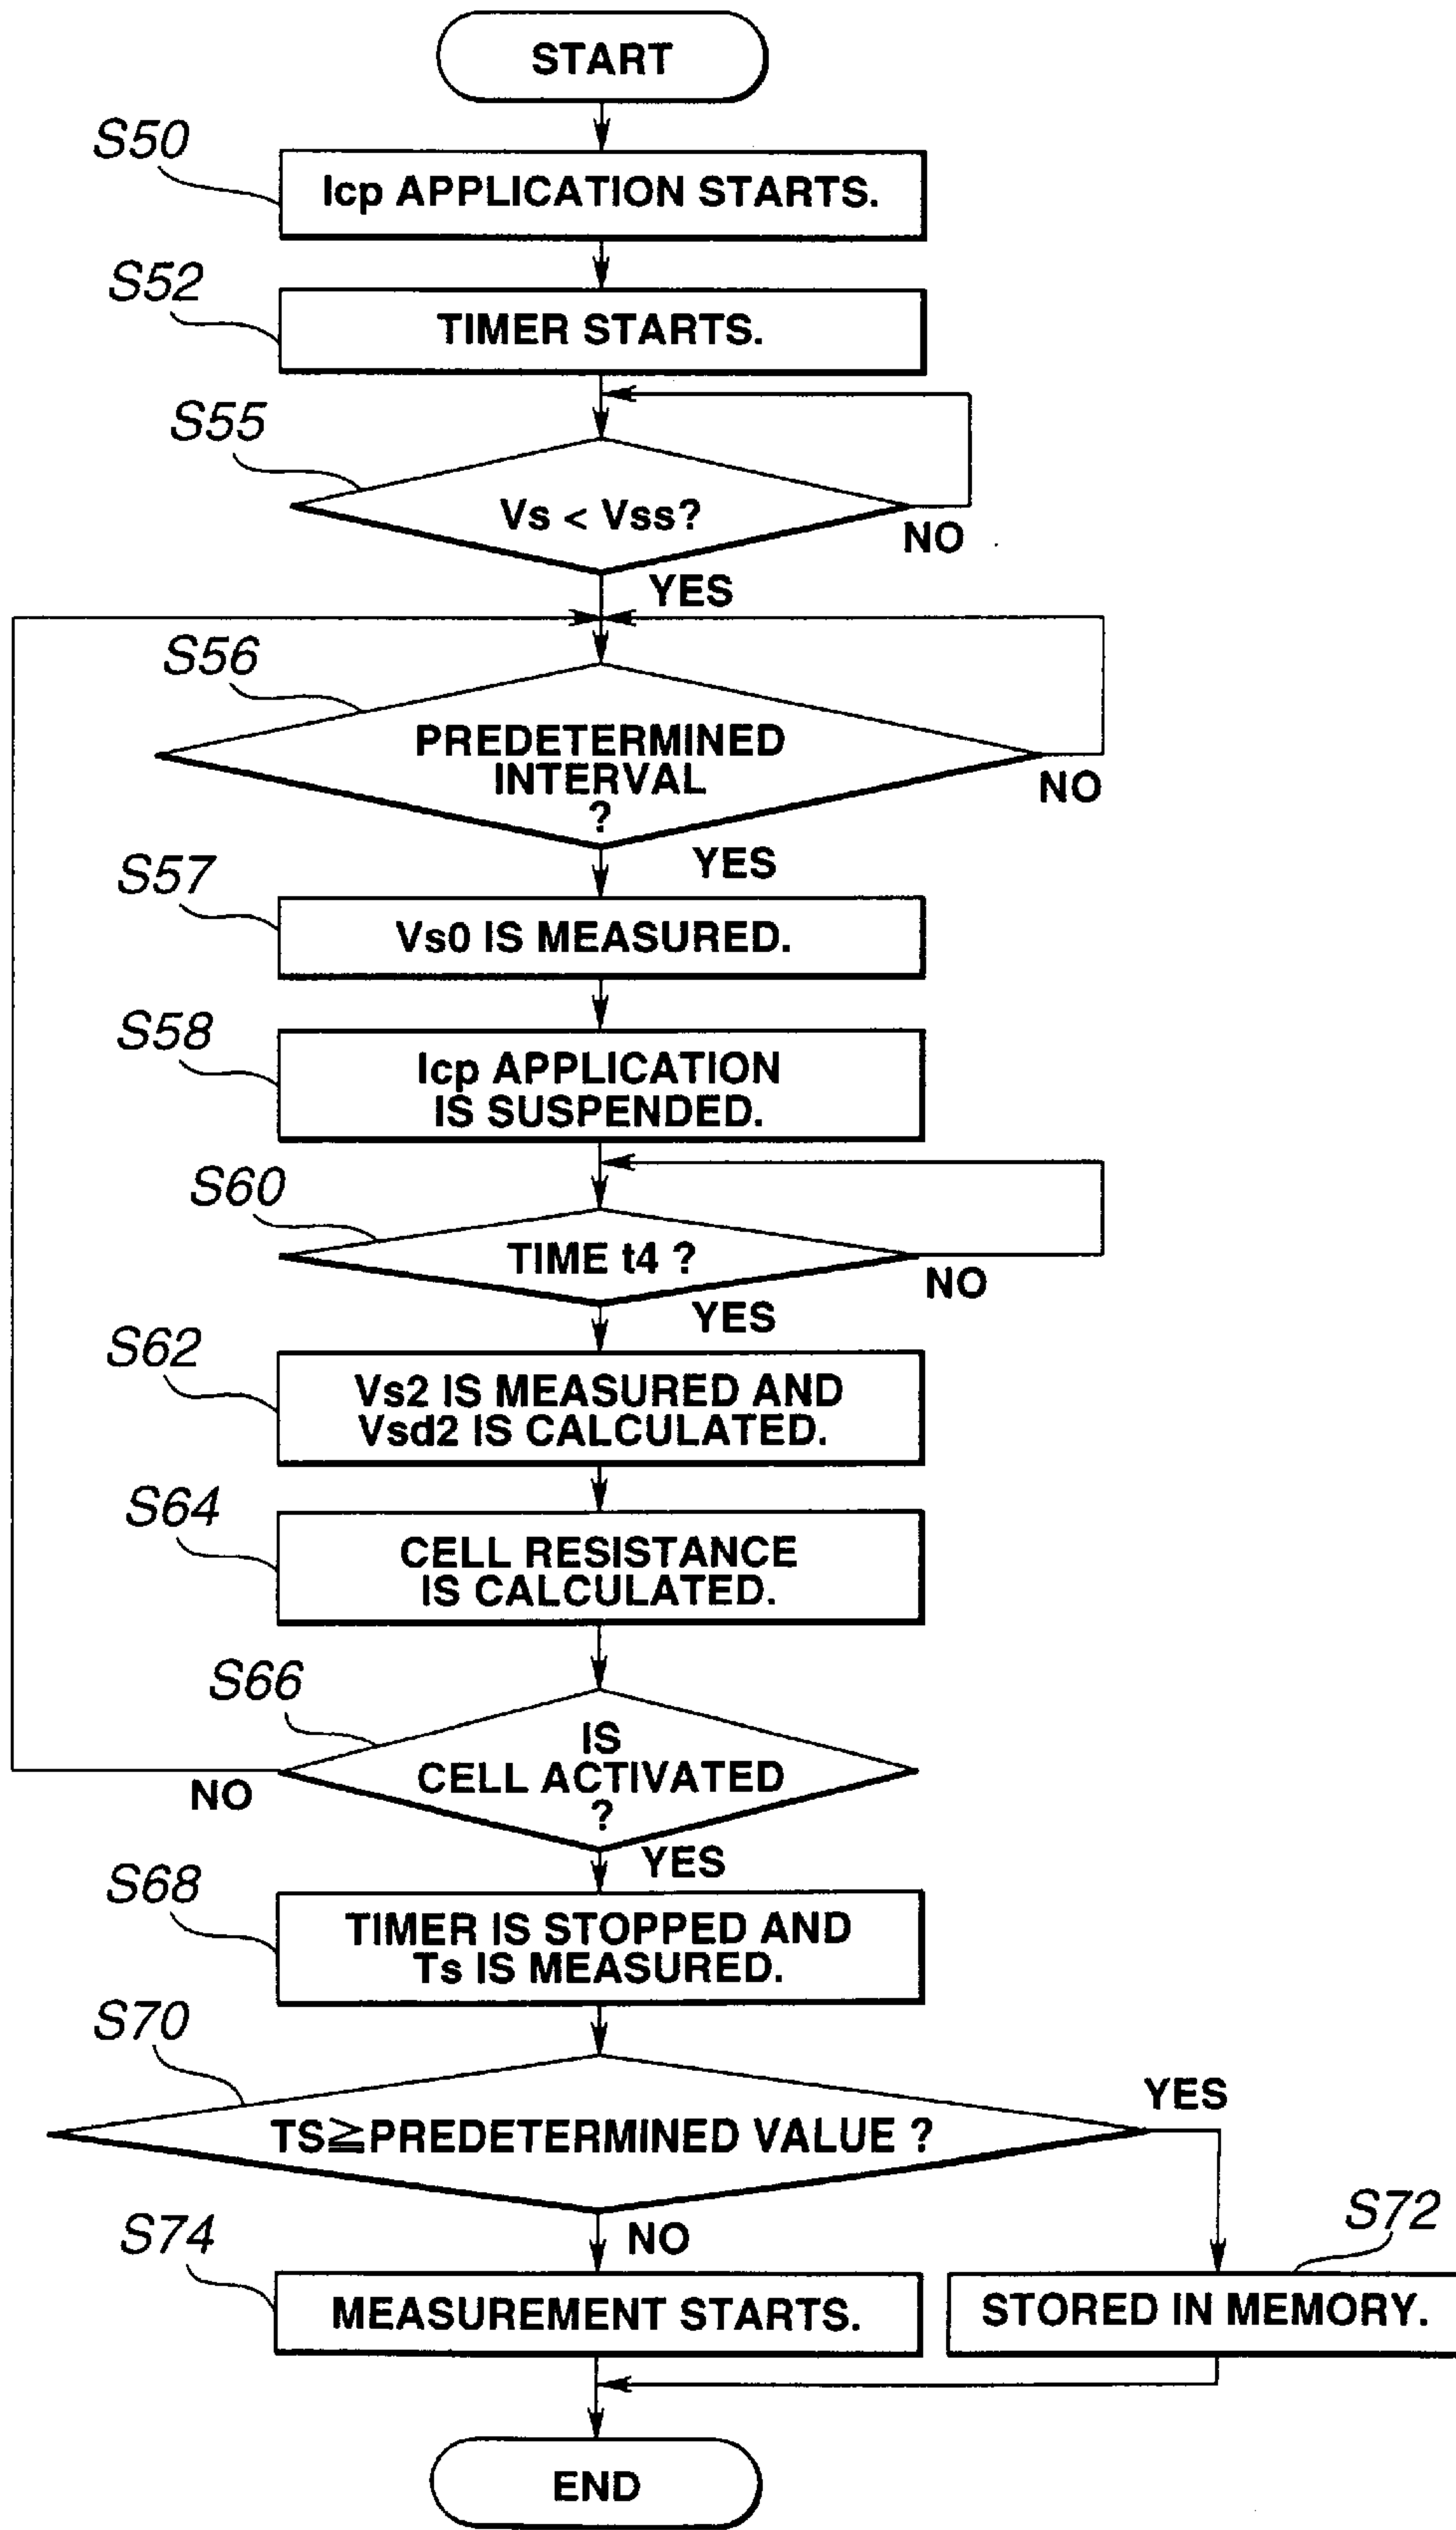 START
S50
Icp APPLICATION STARTS.
S52
TIMER STARTS.
S55
Vs < Vss?
NO
YES
S56
PREDETERMINED
INTERVAL
?
NO
YES
S57
Vs0 IS MEASURED.
S58
Icp APPLICATION
IS SUSPENDED.
S60
TIME t4 ?
NO
YES
S62
Vs2 IS MEASURED AND
Vsd2 IS CALCULATED.
S64
CELL RESISTANCE
IS CALCULATED.
S66
IS
CELL ACTIVATED
?
NO
YES
S68
TIMER IS STOPPED AND
Ts IS MEASURED.
S70
TS≧PREDETERMINED VALUE ?
YES
NO
S74
MEASUREMENT STARTS.
S72
STORED IN MEMORY.
END